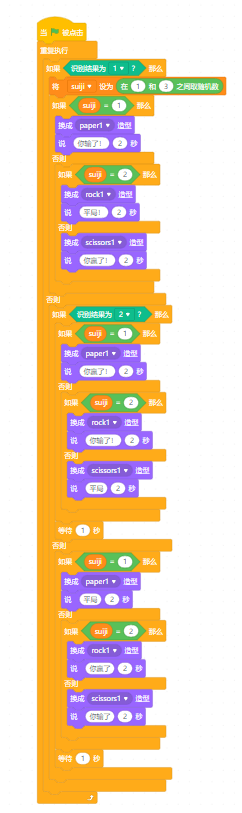 当 被点击
重复执行
如果 识别结果为 1 ? 那么
将 suiji 设为 在 1 和 3 之间取随机数
如果 suiji = 1 那么
换成 paper1 造型
说 你输了! 2 秒
否则
如果 suiji = 2 那么
换成 rock1 造型
说 平局! 2 秒
否则
换成 scissors1 造型
说 你赢了! 2 秒
否则
如果 识别结果为 2 ? 那么
如果 suiji = 1 那么
换成 paper1 造型
说 你赢了! 2 秒
否则
如果 suiji = 2 那么
换成 rock1 造型
说 你输了! 2 秒
否则
换成 scissors1 造型
说 平局 2 秒
等待 1 秒
否则
如果 suiji = 1 那么
换成 paper1 造型
说 平局 2 秒
否则
如果 suiji = 2 那么
换成 rock1 造型
说 你赢了 2 秒
否则
换成 scissors1 造型
说 你输了 2 秒
等待 1 秒